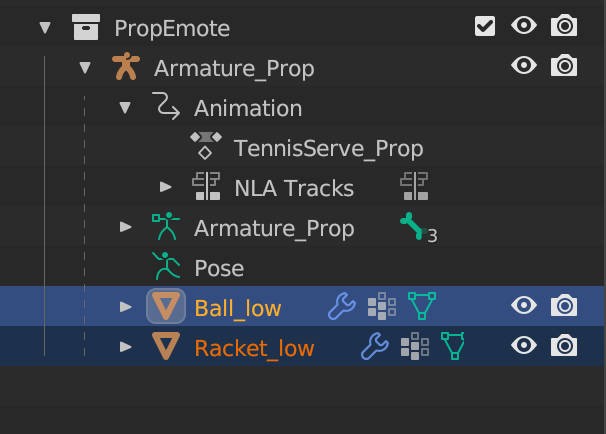 PropEmote
Armature_Prop
Animation
TennisServe_Prop
NLA Tracks
Armature_Prop 3
Pose
Ball_low
Racket_low